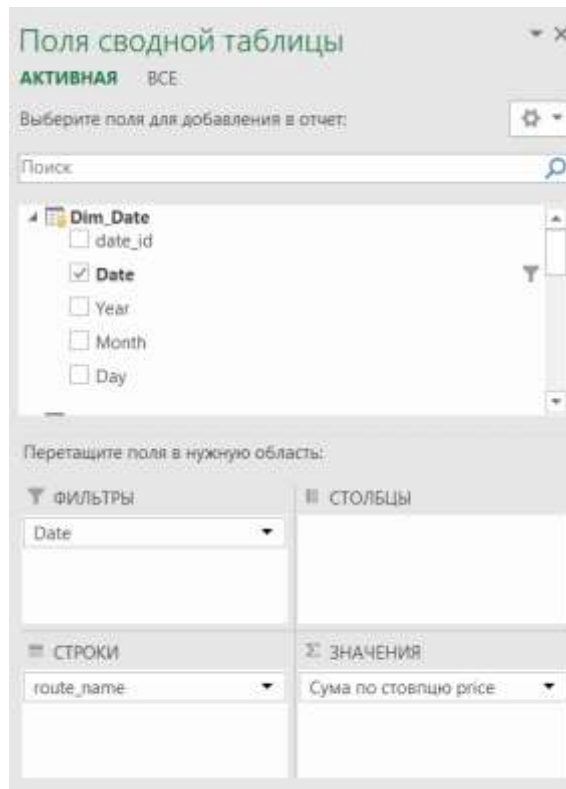 Поля сводной таблицы
АКТИВНАЯ ВСЕ
Выберите поля для добавления в отчет:
Поиск
Dim_Date
date_id
Date
Year
Month
Day
Перетащите поля в нужную область:
ФИЛЬТРЫ
СТОЛБЦЫ
Date
СТРОКИ
Σ ЗНАЧЕНИЯ
route_name
Сума по стовпцю price